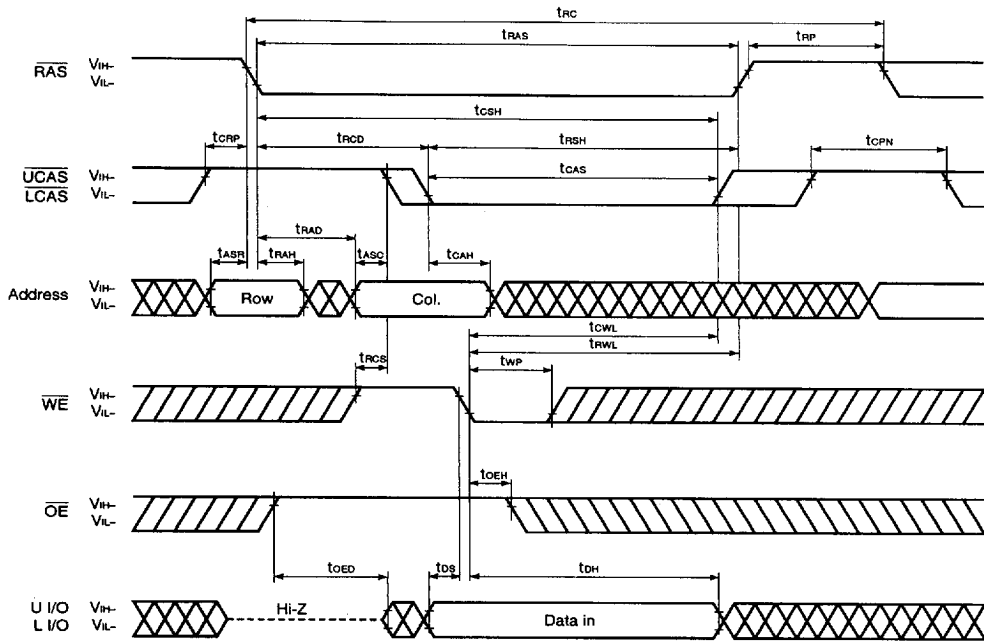 tRC
tRAS
tRP
RAS
VIH–
VIL–
tCSH
tCRP
tRCD
tRSH
tCPN
UCAS
LCAS
VIH–
VIL–
tCAS
tRAD
tASR
tRAH
tASC
tCAH
Address
VIH–
VIL–
Row
Col.
tCWL
tRWL
tRCS
tWP
WE
VIH–
VIL–
tOEH
OE
VIH–
VIL–
tOED
tDS
tDH
U I/O
L I/O
VIH–
VIL–
Hi-Z
Data in